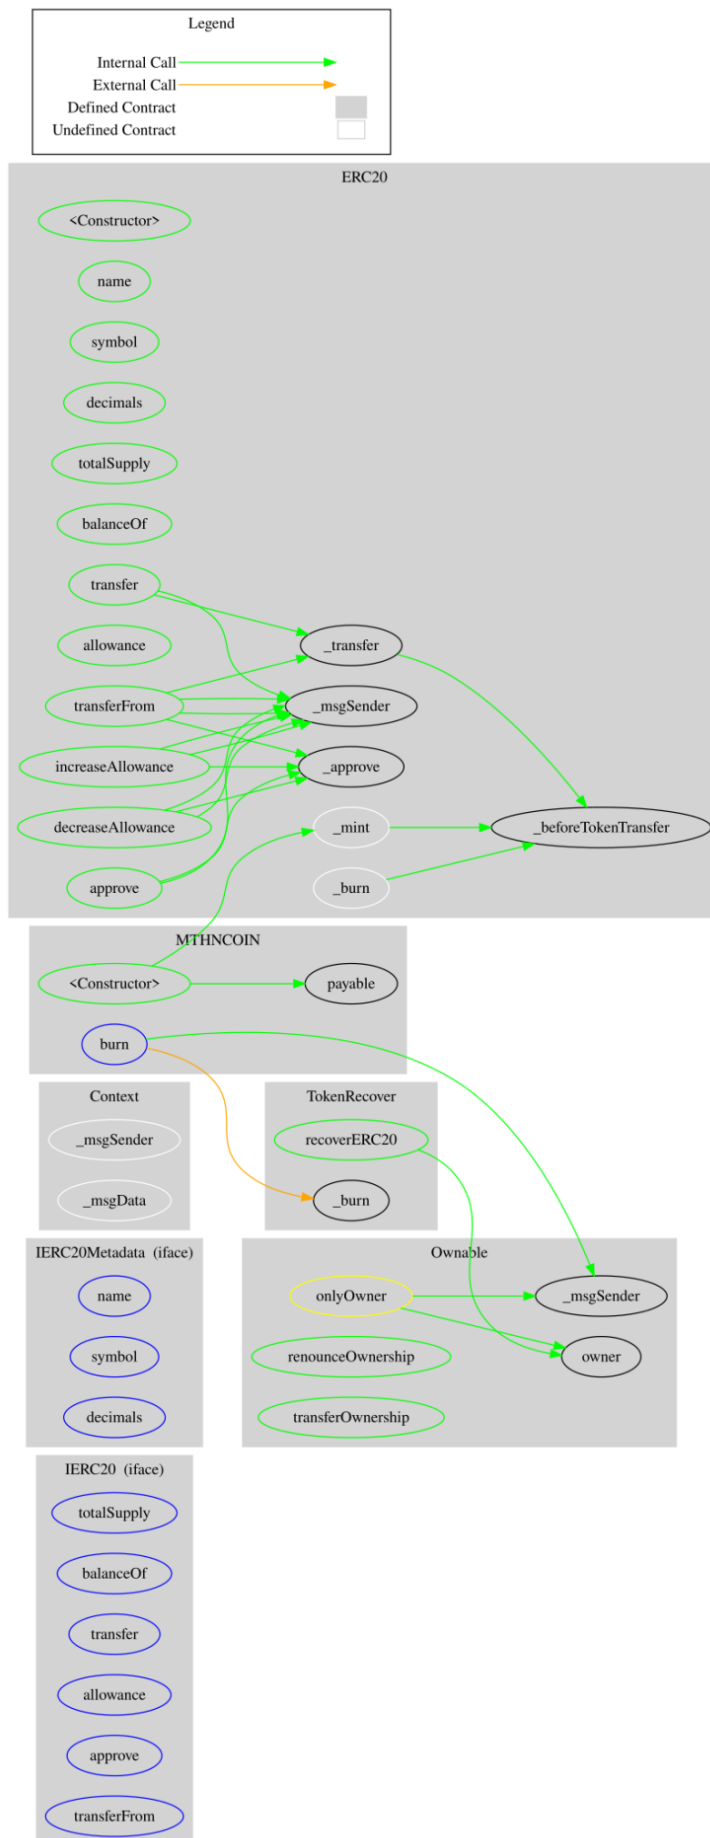 Legend
Internal Call
External Call
Defined Contract
Undefined Contract
ERC20
<Constructor>
name
symbol
decimals
totalSupply
balanceOf
transfer
allowance
_transfer
transferFrom
_msgSender
increaseAllowance
_approve
decreaseAllowance
_mint
_beforeTokenTransfer
approve
_burn
MTHNCOIN
<Constructor>
payable
burn
Context
TokenRecover
_msgSender
recoverERC20
_msgData
_burn
IERC20Metadata (iface)
Ownable
name
onlyOwner
_msgSender
symbol
renounceOwnership
owner
decimals
transferOwnership
IERC20 (iface)
totalSupply
balanceOf
transfer
allowance
approve
transferFrom